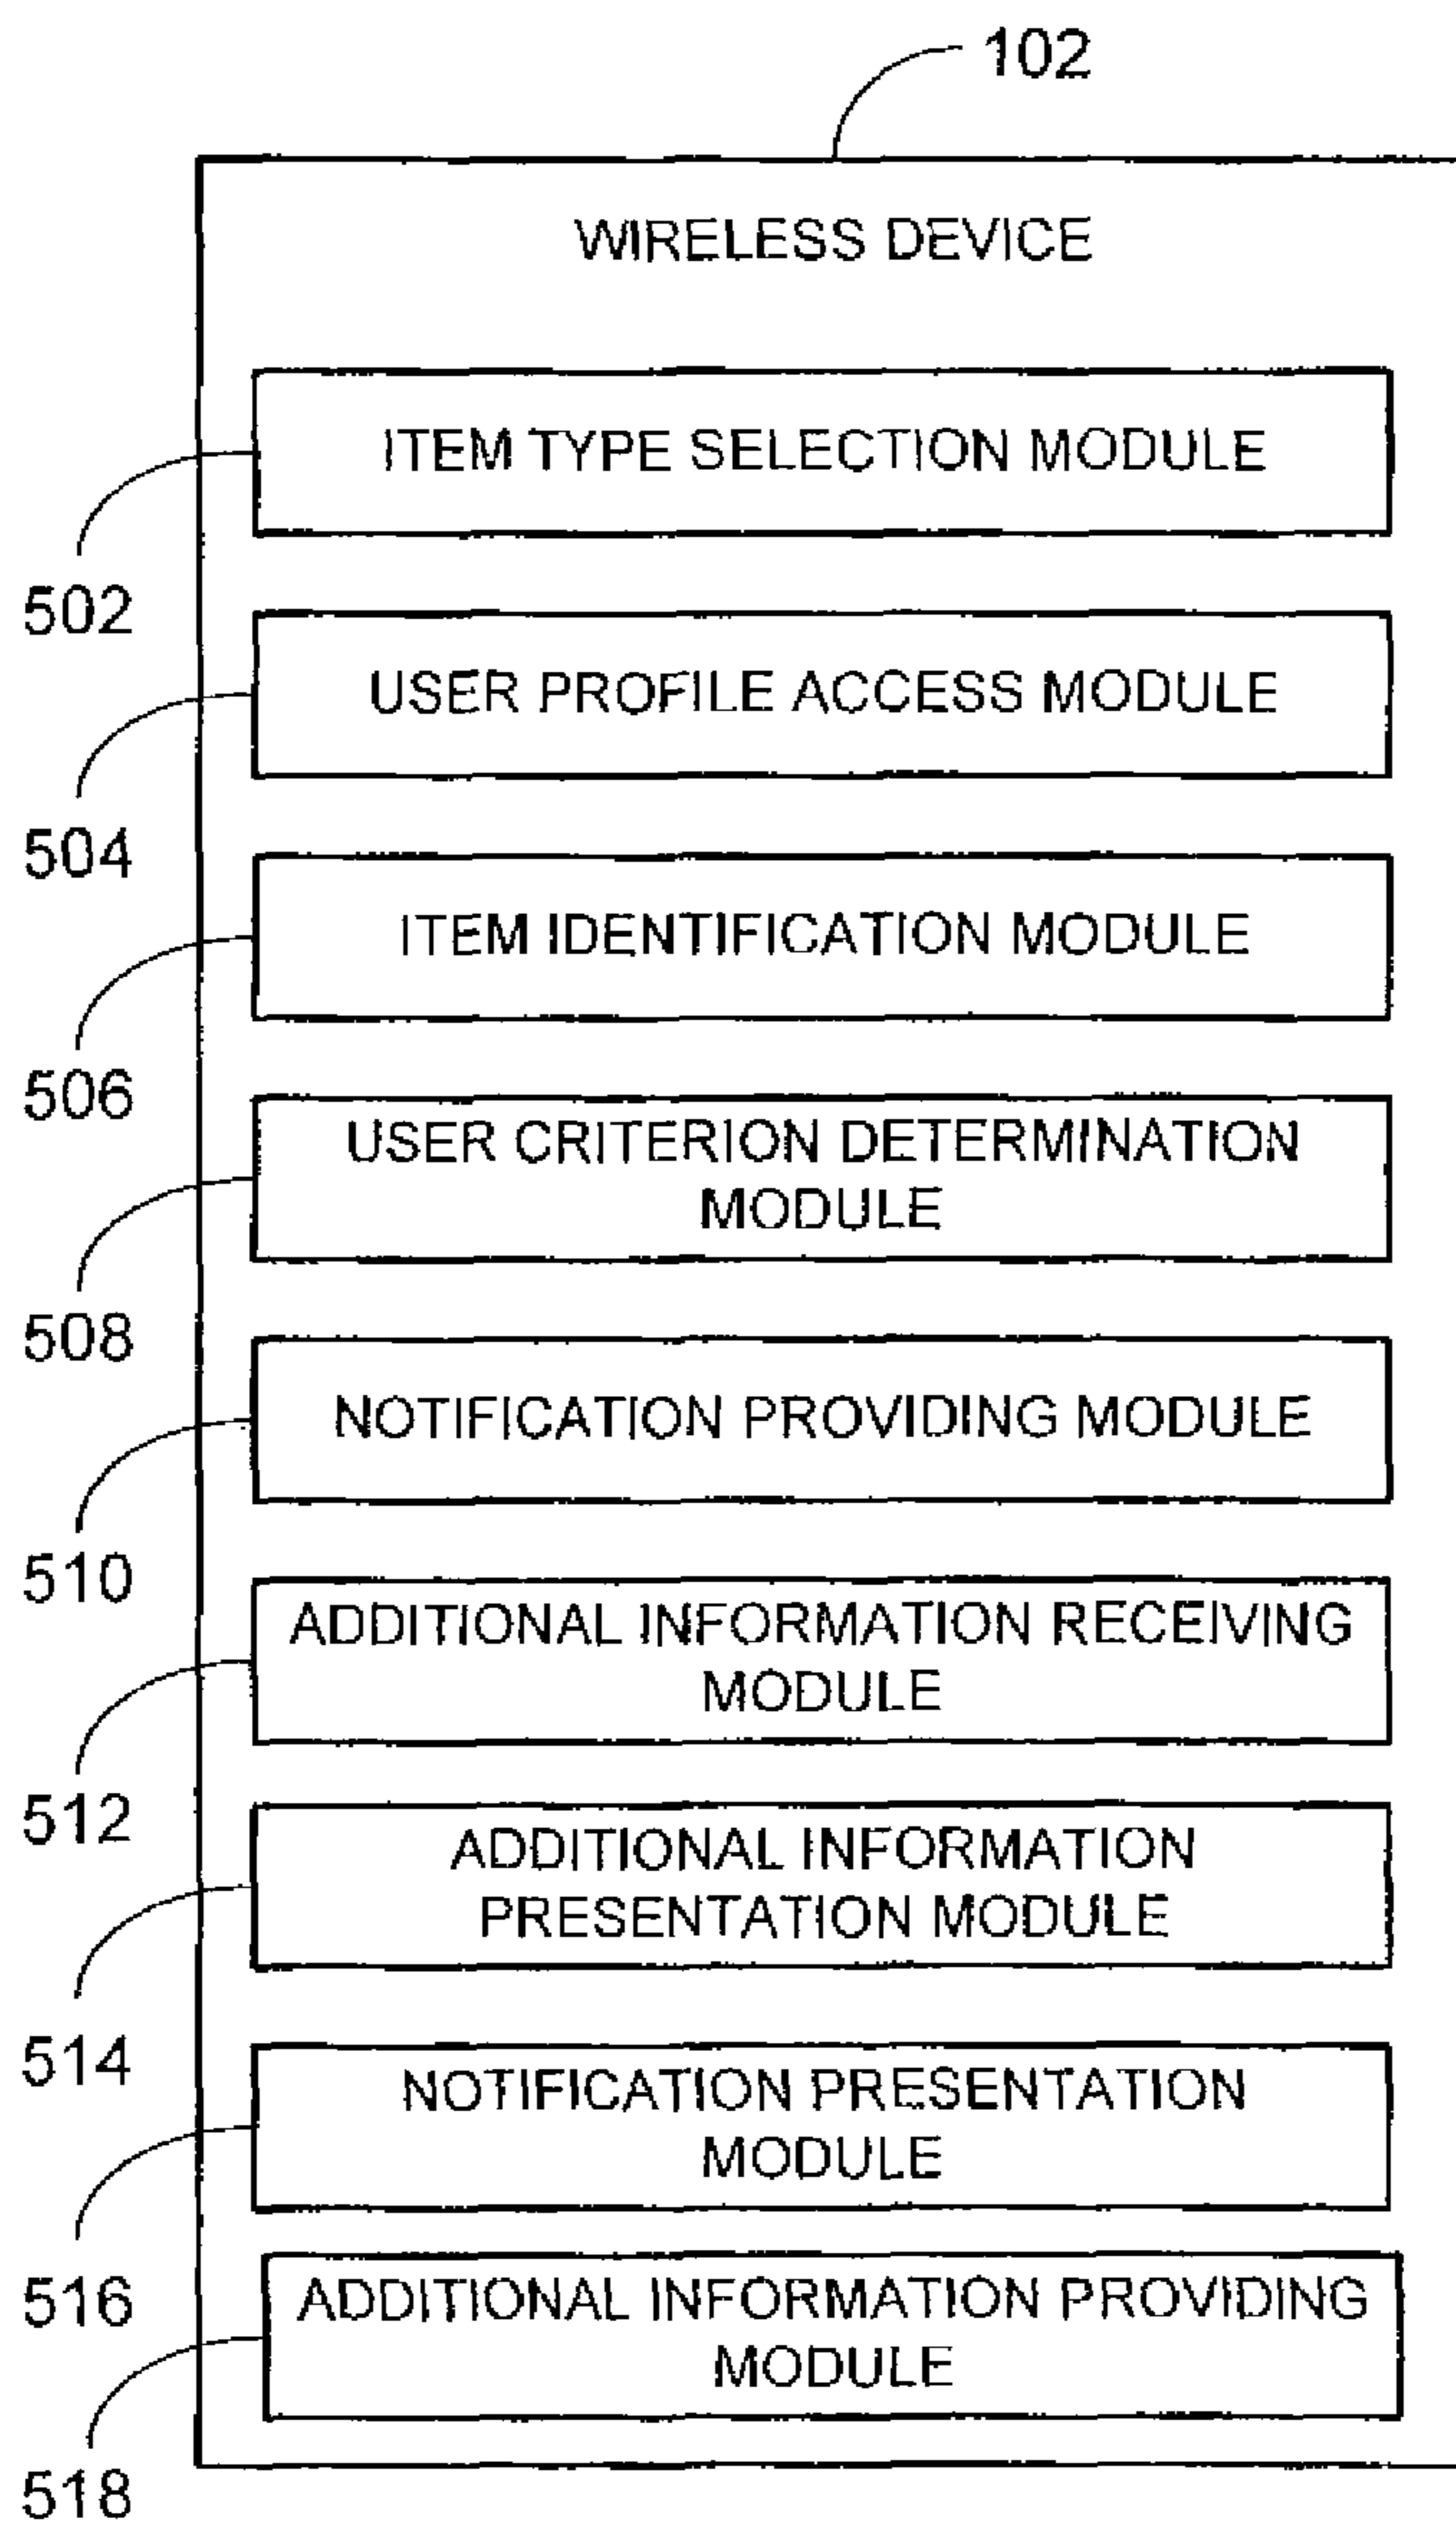 102
WIRELESS DEVICE
ITEM TYPE SELECTION MODULE
502
USER PROFILE ACCESS MODULE
504
ITEM IDENTIFICATION MODULE
506
USER CRITERION DETERMINATION
MODULE
508
NOTIFICATION PROVIDING MODULE
510
ADDITIONAL INFORMATION RECEIVING
MODULE
512
ADDITIONAL INFORMATION
PRESENTATION MODULE
514
NOTIFICATION PRESENTATION
MODULE
516
ADDITIONAL INFORMATION PROVIDING
MODULE
518